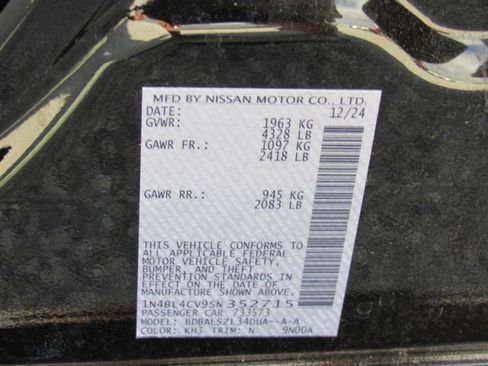 MFD BY NISSAN MOTOR CO., LTD.
DATE: 12/24
GVWR: 1963 KG
4328 LB
GAWR FR.: 1097 KG
2418 LB
GAWR RR.: 945 KG
2083 LB
THIS VEHICLE CONFORMS TO
ALL APPLICABLE FEDERAL
MOTOR VEHICLE SAFETY,
BUMPER, AND THEFT
PREVENTION STANDARDS IN
EFFECT ON THE DATE OF
MANUFACTURE SHOWN ABOVE.
1N4BL4CV9SN352715
PASSENGER CAR 733573
MODEL: BDBALSZL34DUA--A-A
COLOR: KH3 TRIM: N 9N00A